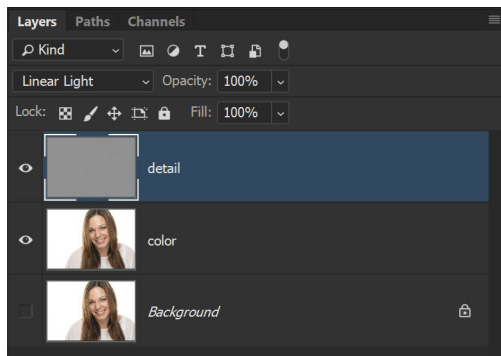 Layers Paths Channels
Kind
Linear Light Opacity: 100%
Lock: Fill: 100%
detail
color
Background